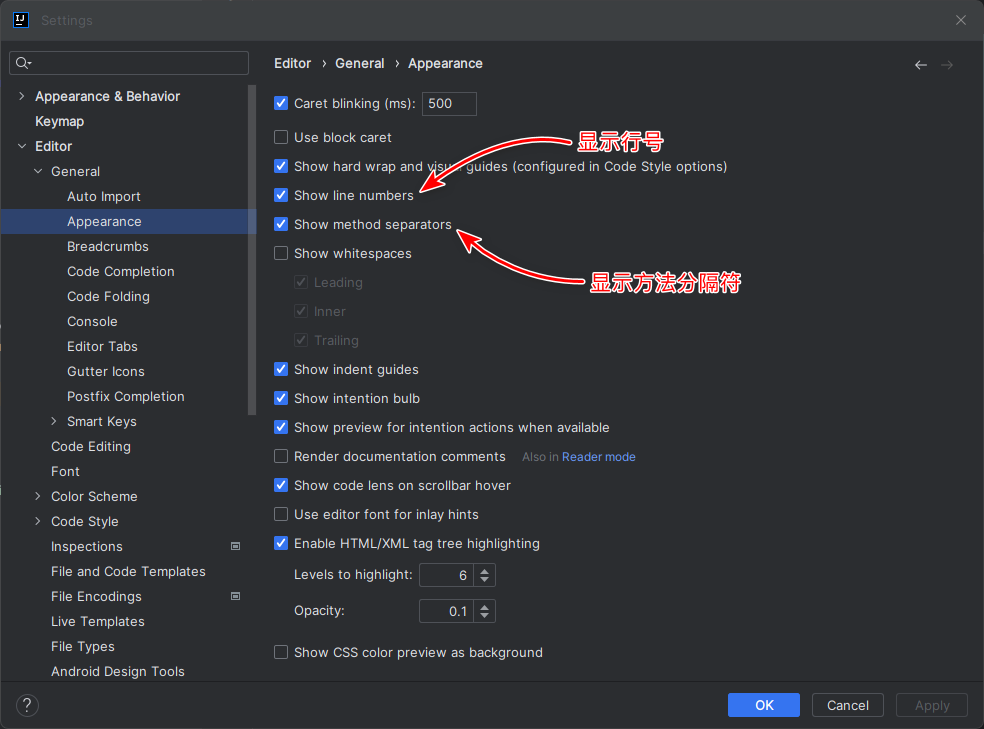 Settings
Editor › General › Appearance
Appearance & Behavior
Keymap
Editor
General
Auto Import
Appearance
Breadcrumbs
Code Completion
Code Folding
Console
Editor Tabs
Gutter Icons
Postfix Completion
Smart Keys
Code Editing
Font
Color Scheme
Code Style
Inspections
File and Code Templates
File Encodings
Live Templates
File Types
Android Design Tools
Caret blinking (ms): 500
Use block caret
显示行号
Show hard wrap and visual guides (configured in Code Style options)
Show line numbers
Show method separators
Show whitespaces
显示方法分隔符
Leading
Inner
Trailing
Show indent guides
Show intention bulb
Show preview for intention actions when available
Render documentation comments Also in Reader mode
Show code lens on scrollbar hover
Use editor font for inlay hints
Enable HTML/XML tag tree highlighting
Levels to highlight: 6
Opacity: 0.1
Show CSS color preview as background
?
OK Cancel Apply